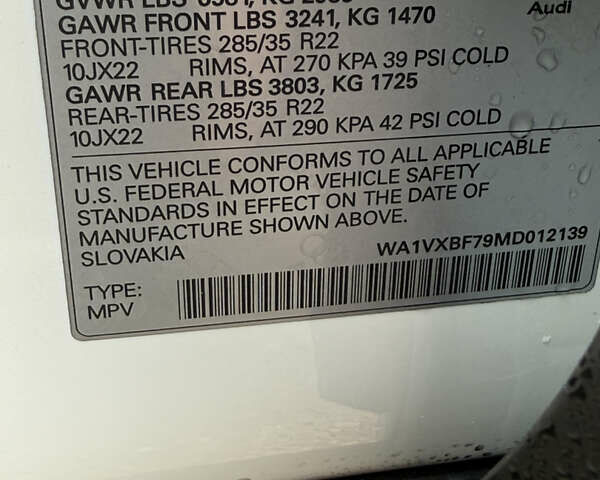 GVWR LBS
Audi
GAWR FRONT LBS 3241, KG 1470
FRONT-TIRES 285/35 R22
10JX22 RIMS, AT 270 KPA 39 PSI COLD
GAWR REAR LBS 3803, KG 1725
REAR-TIRES 285/35 R22
10JX22 RIMS, AT 290 KPA 42 PSI COLD
THIS VEHICLE CONFORMS TO ALL APPLICABLE
U.S. FEDERAL MOTOR VEHICLE SAFETY
STANDARDS IN EFFECT ON THE DATE OF
MANUFACTURE SHOWN ABOVE.
SLOVAKIA
WA1VXBF79MD012139
TYPE:
MPV